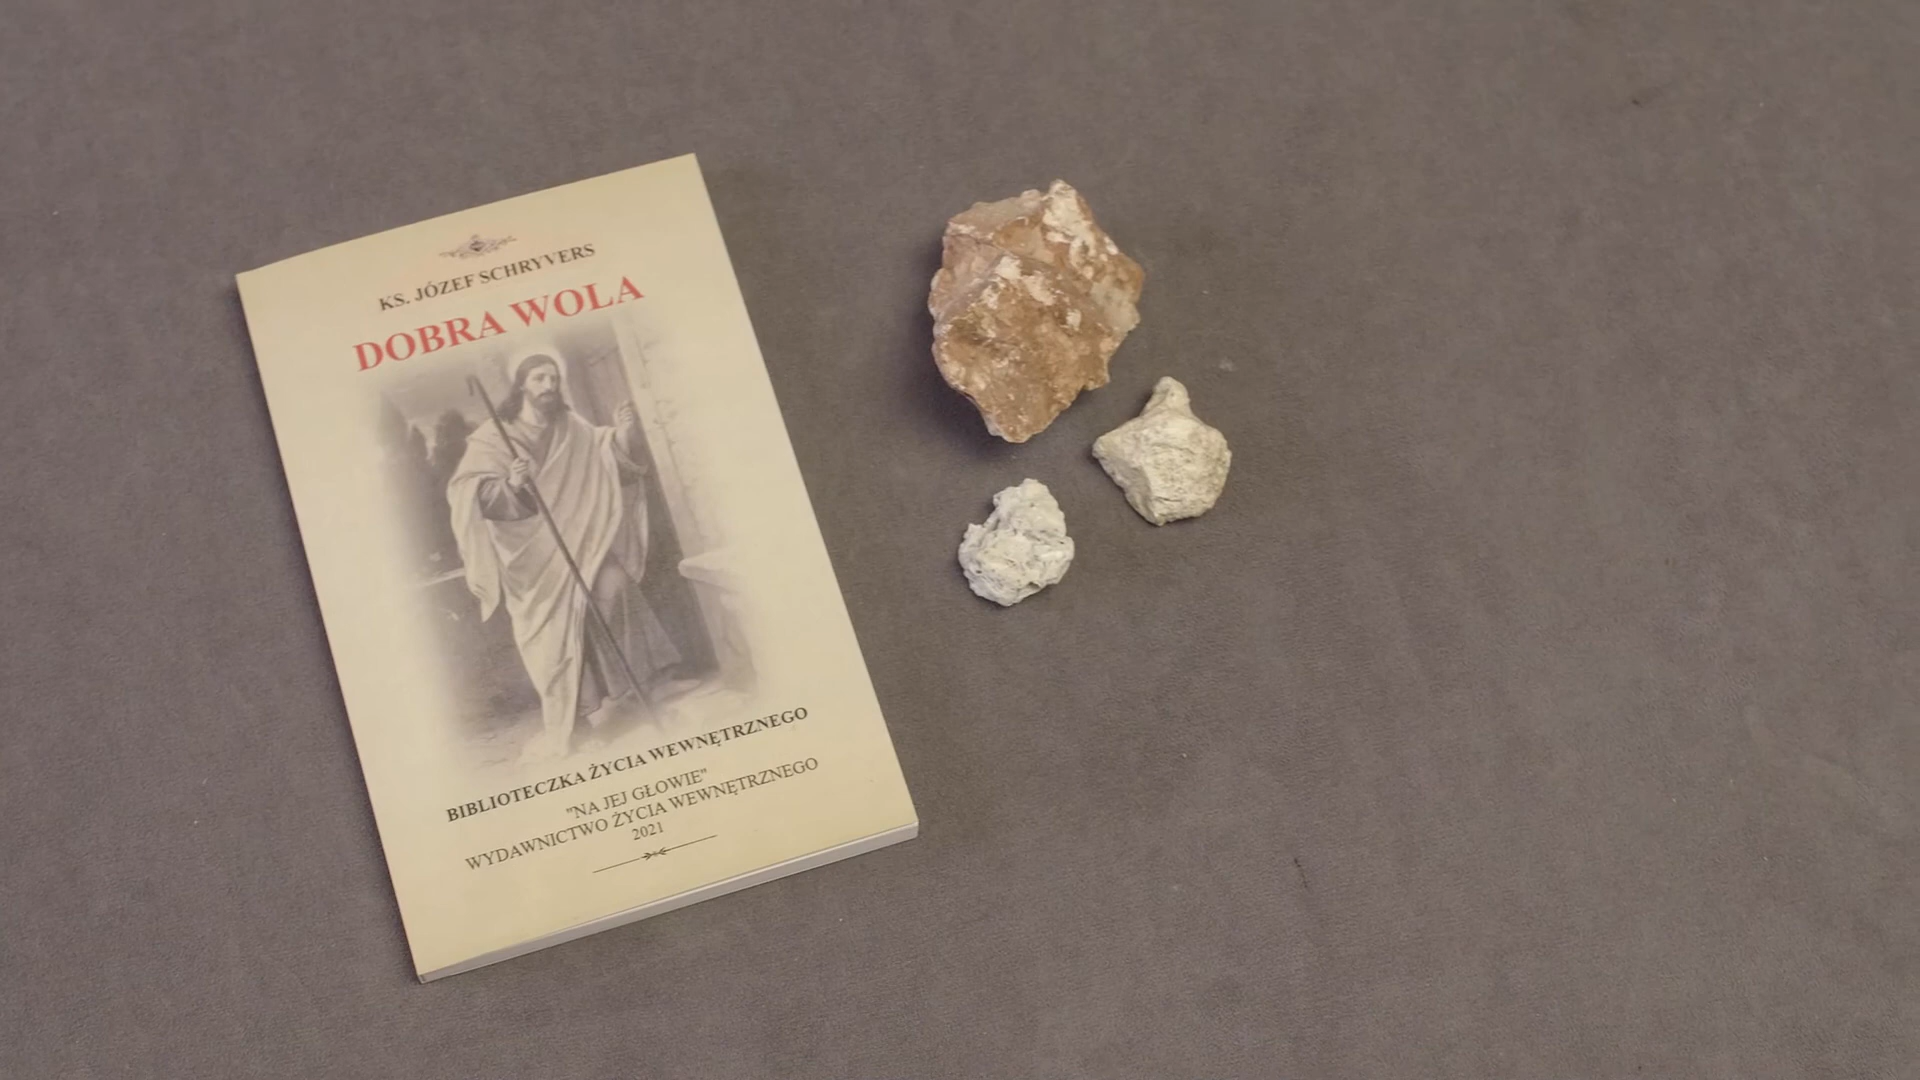 KS. JÓZEF SCHRYVERS
DOBRA WOLA
BIBLIOTECZKA ŻYCIA WEWNĘTRZNEGO
"NA JEJ GŁOWIE"
WYDAWNICTWO ŻYCIA WEWNĘTRZNEGO
2021